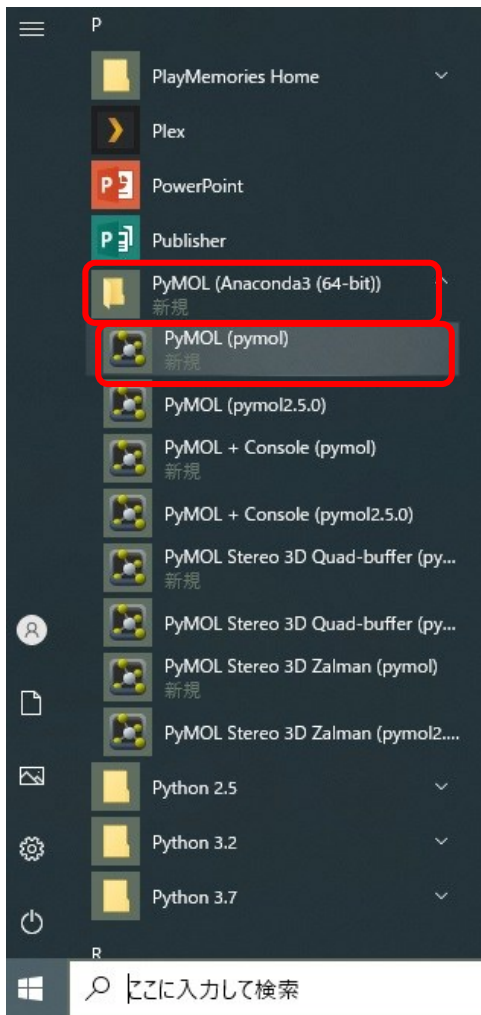 P
PlayMemories Home
Plex
PowerPoint
Publisher
PyMOL (Anaconda3 (64-bit))
新規
PyMOL (pymol)
新規
PyMOL (pymol2.5.0)
PyMOL + Console (pymol)
新規
PyMOL + Console (pymol2.5.0)
PyMOL Stereo 3D Quad-buffer (py...
新規
PyMOL Stereo 3D Quad-buffer (py...
PyMOL Stereo 3D Zalman (pymol)
新規
PyMOL Stereo 3D Zalman (pymol2....
Python 2.5
Python 3.2
Python 3.7
R
ここに入力して検索